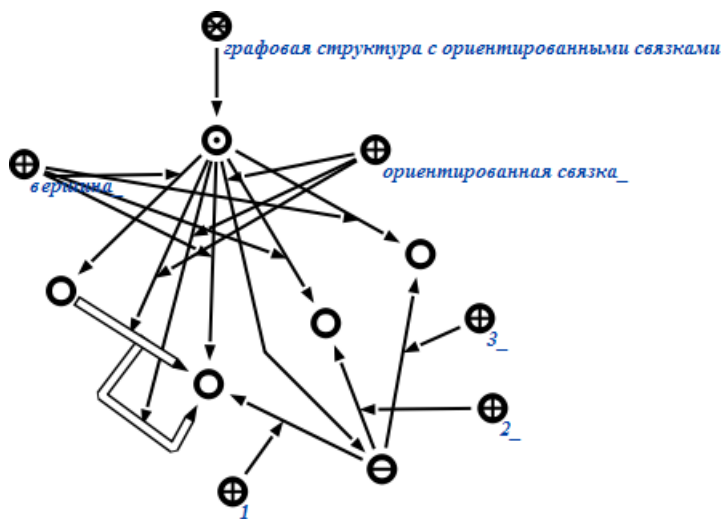 графовая структура с ориентированными связками
вершина_
ориентированная связка_
3_
2_
1